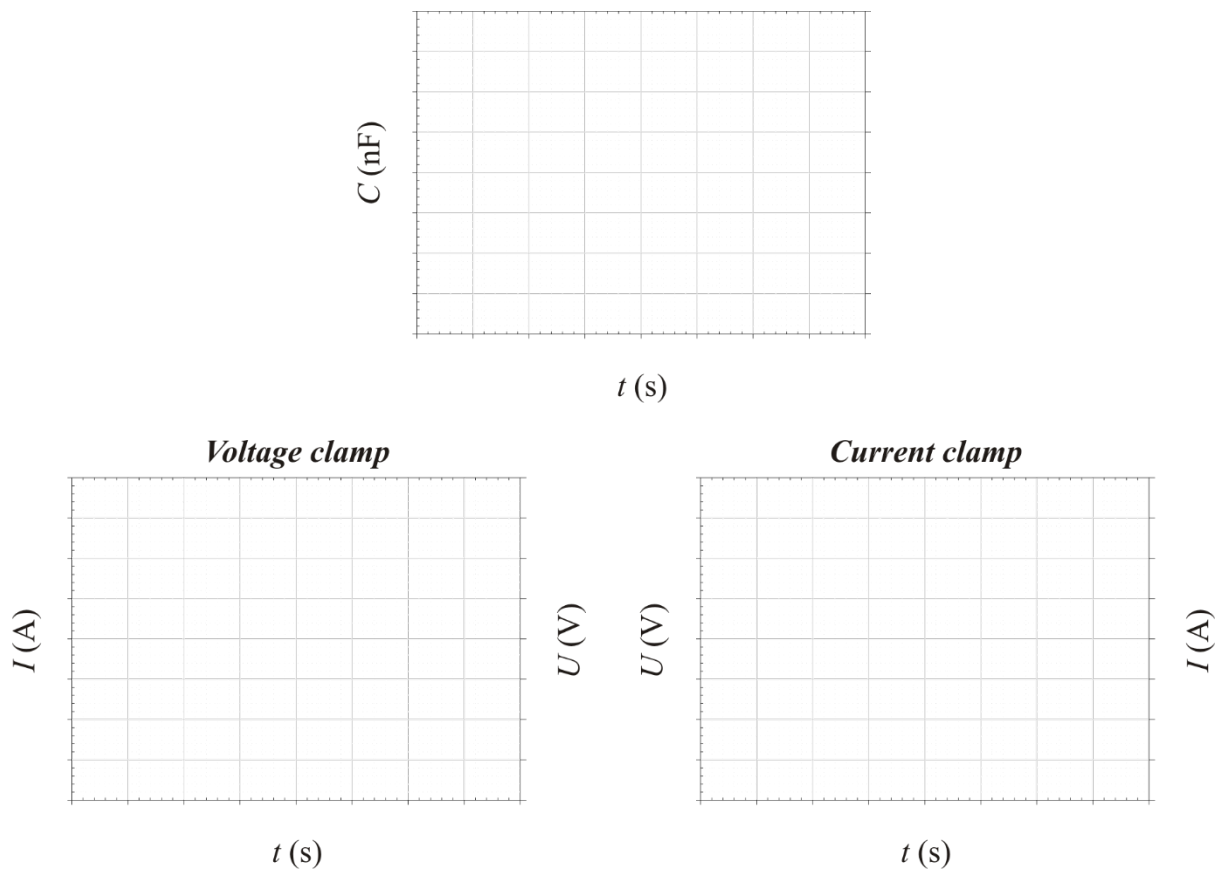 C (nF)
t (s)
Voltage clamp
I (A)
U (V)
t (s)
Current clamp
U (V)
I (A)
t (s)